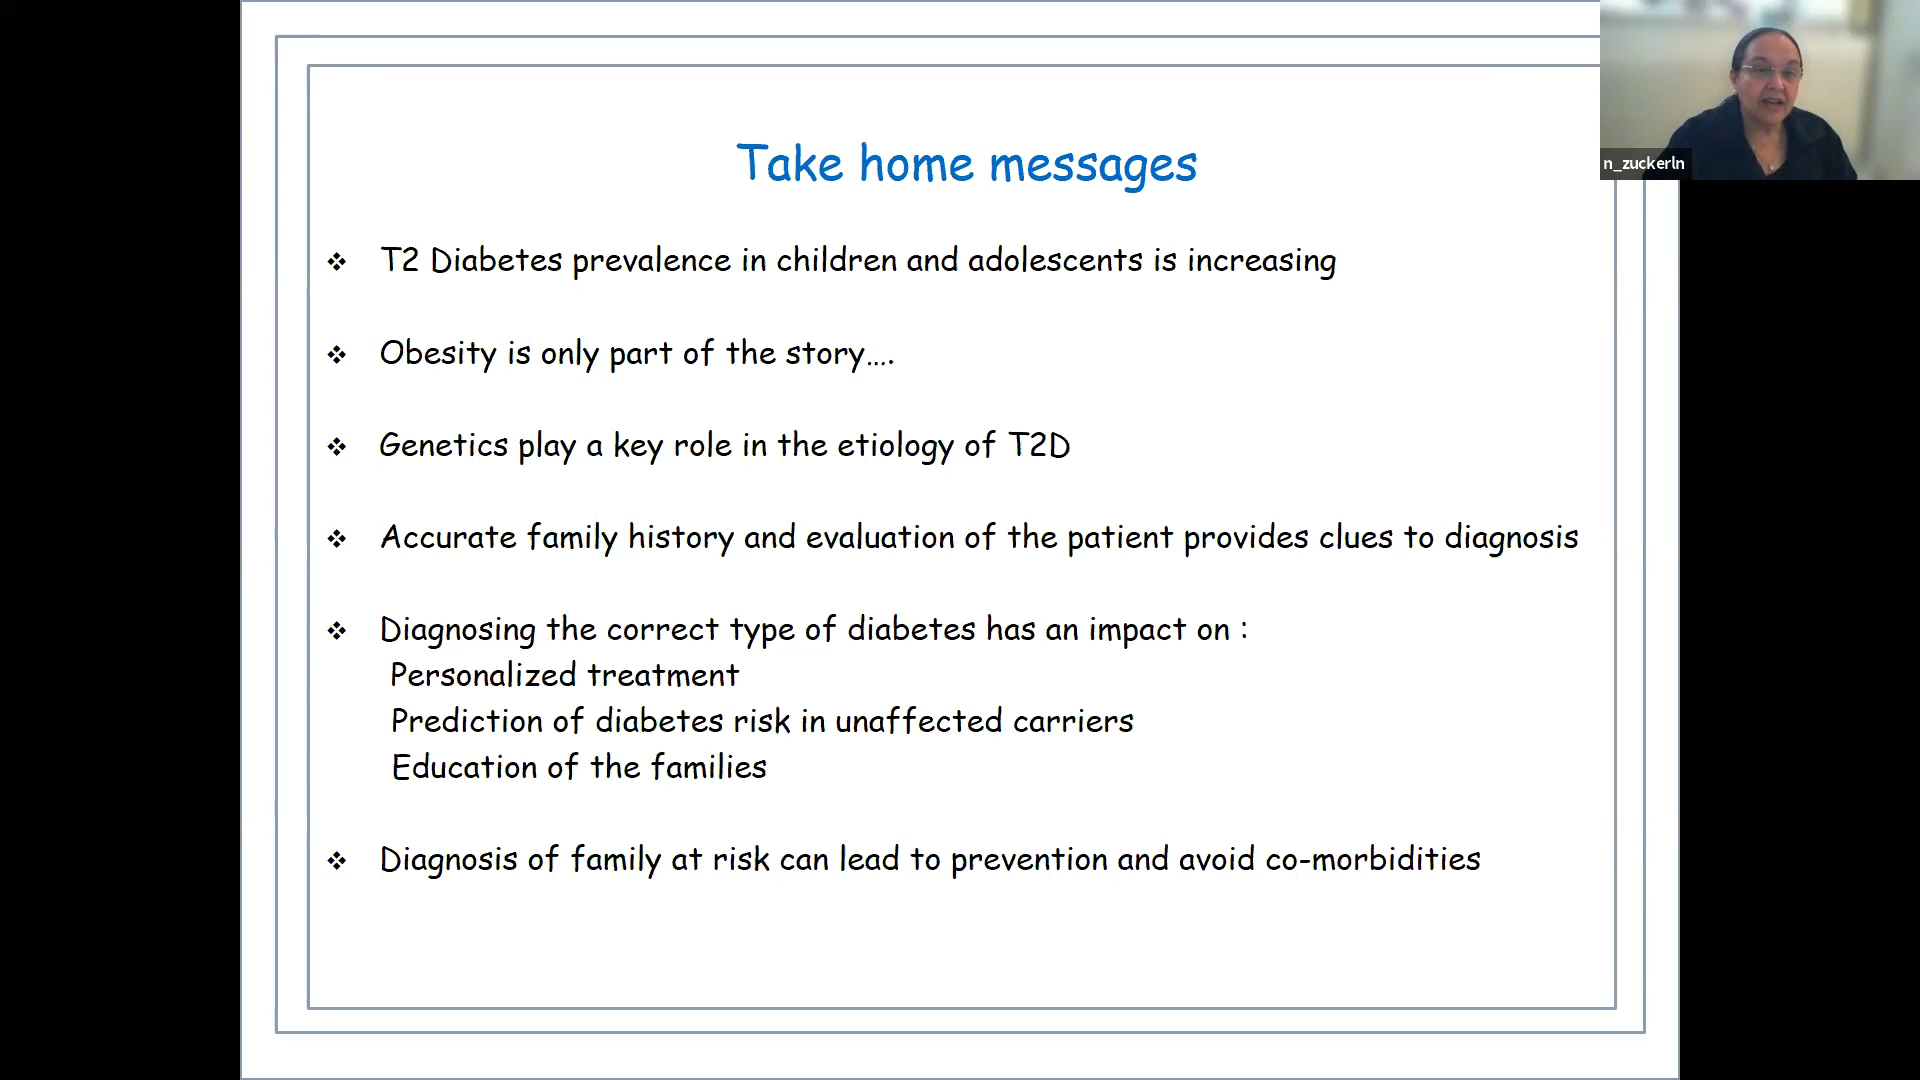 Take home messages
❖ T2 Diabetes prevalence in children and adolescents is increasing
❖ Obesity is only part of the story....
❖ Genetics play a key role in the etiology of T2D
❖ Accurate family history and evaluation of the patient provides clues to diagnosis
❖ Diagnosing the correct type of diabetes has an impact on :
Personalized treatment
Prediction of diabetes risk in unaffected carriers
Education of the families
❖ Diagnosis of family at risk can lead to prevention and avoid co-morbidities
n_zuckerln